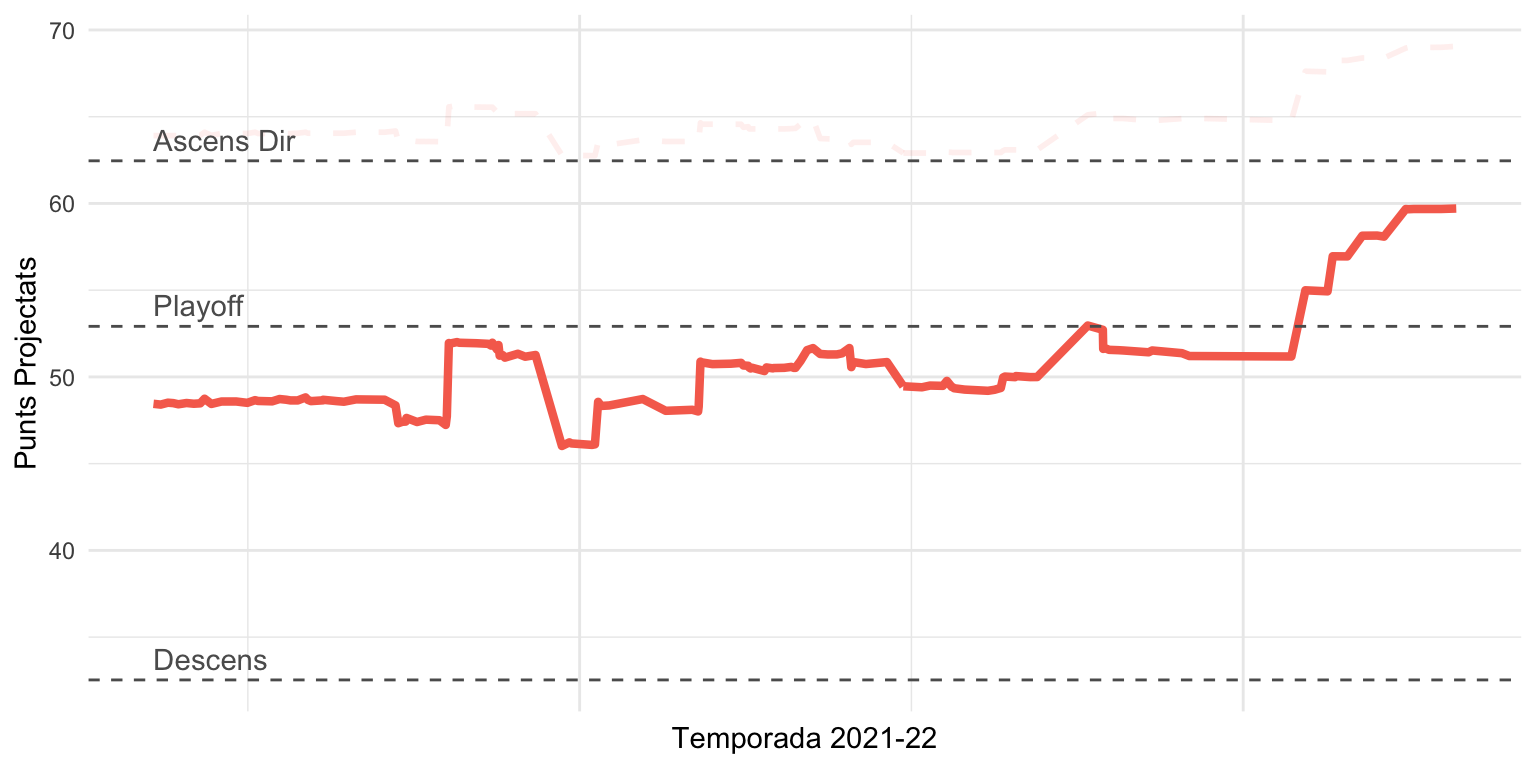 70
Ascens Dir
60
Playoff
50
40
Descens
Punts Projectats
Temporada 2021-22